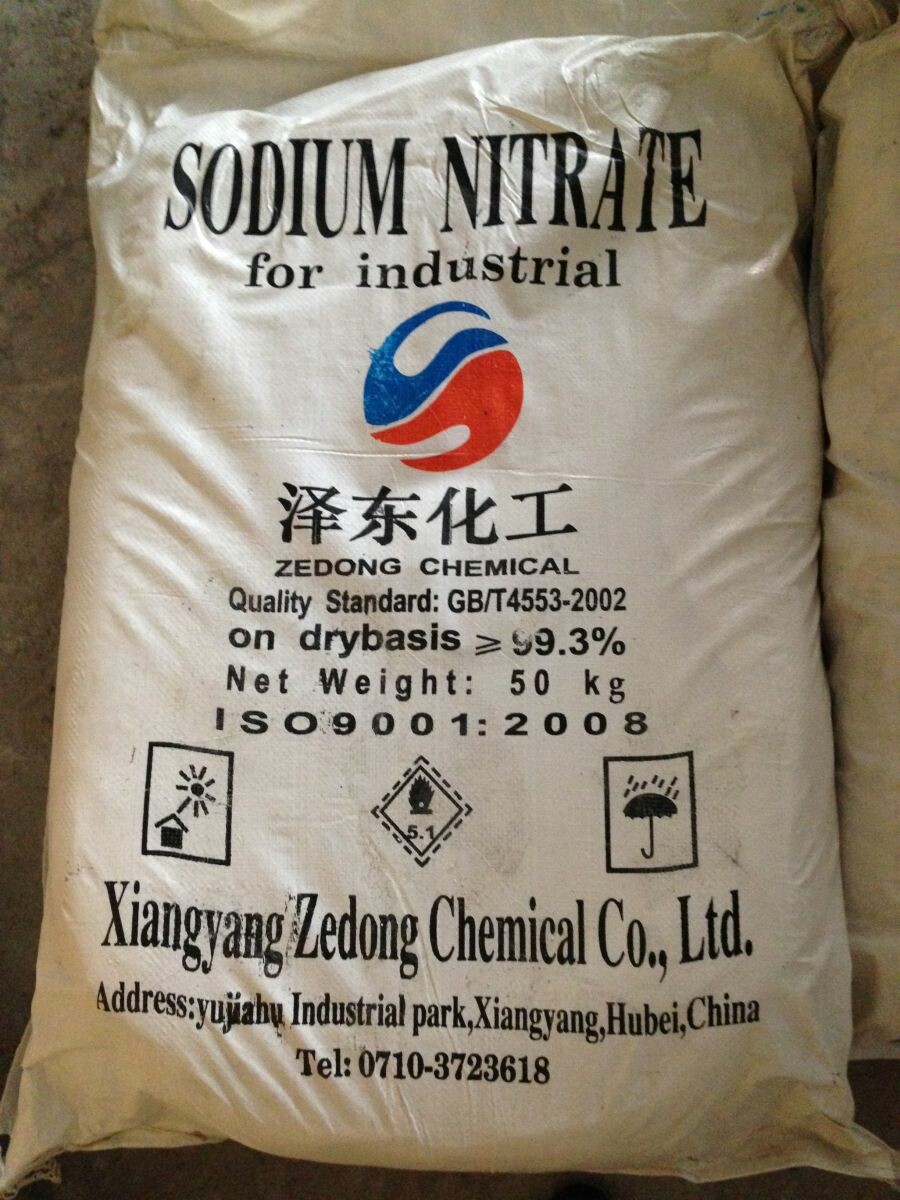 SODIUM NITRATE
for industrial
泽东化工
ZEDONG CHEMICAL
Quality Standard: GB/T4553-2002
on drybasis ≥ 99.3%
Net Weight: 50 kg
ISO9001:2008
5.1
Xiangyang Zedong Chemical Co., Ltd.
Address:yujiahu Industrial park,Xiangyang,Hubei,China
Tel: 0710-3723618